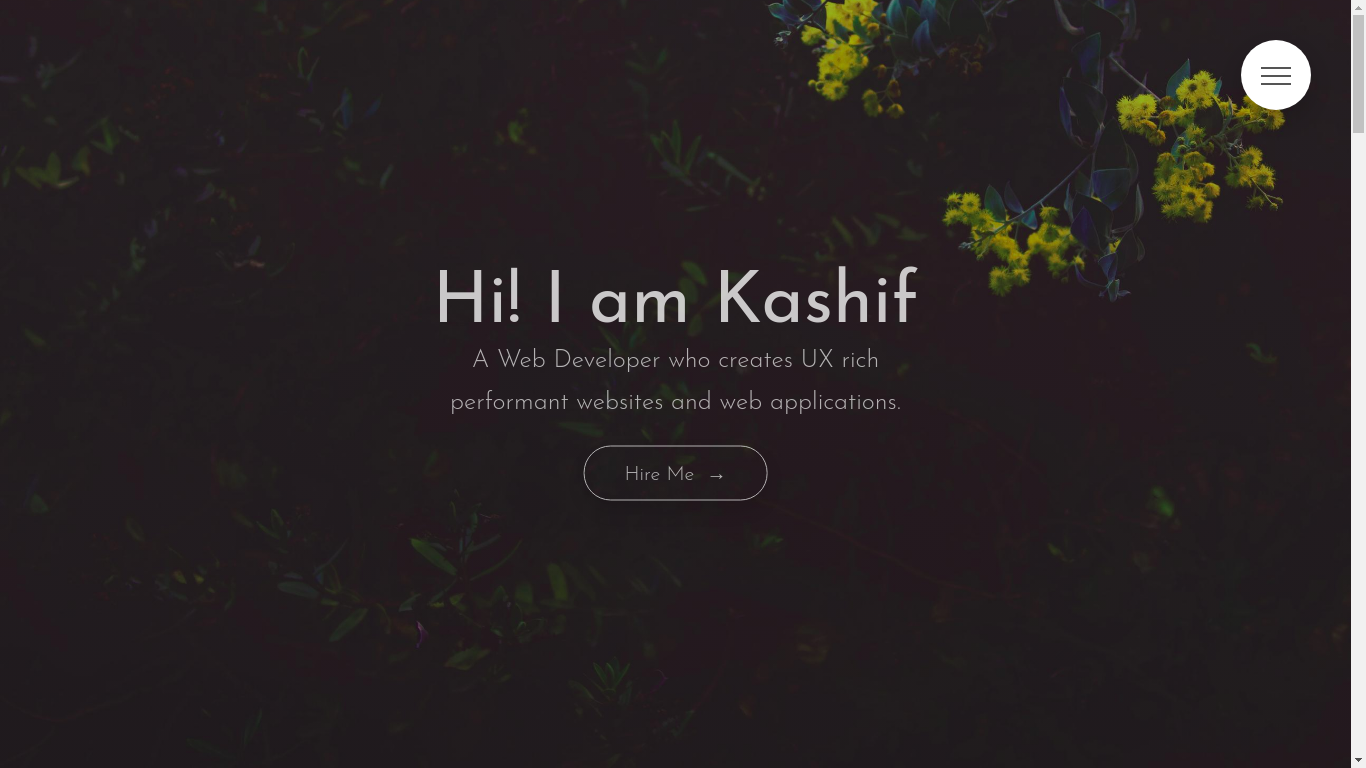 Hi! I am Kashif
A Web Developer who creates UX rich
performant websites and web applications.
Hire Me →